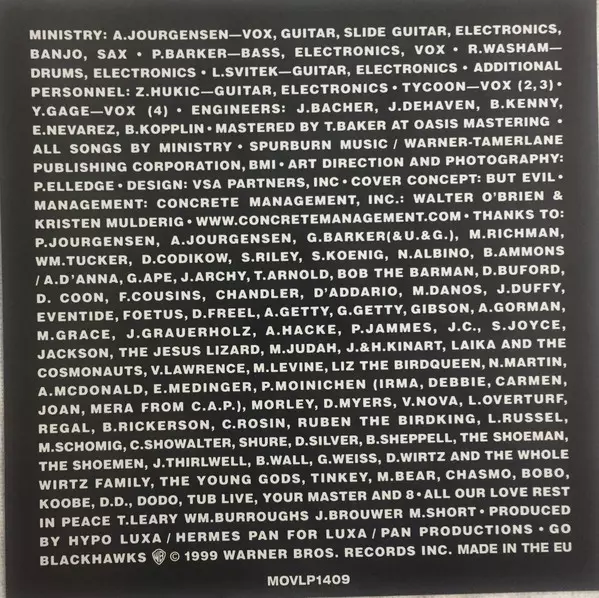 MINISTRY: A.JOURGENSEN—VOX, GUITAR, SLIDE GUITAR, ELECTRONICS,
BANJO, SAX • P.BARKER—BASS, ELECTRONICS, VOX • R.WASHAM—
DRUMS, ELECTRONICS • L.SVITEK—GUITAR, ELECTRONICS • ADDITIONAL
PERSONNEL: Z.HUKIC—GUITAR, ELECTRONICS • TYCOON—VOX (2,3) •
Y.GAGE—VOX (4) • ENGINEERS: J.BACHER, J.DEHAVEN, B.KENNY,
E.NEVAREZ, B.KOPPLIN • MASTERED BY T.BAKER AT OASIS MASTERING •
ALL SONGS BY MINISTRY • SPURBURN MUSIC / WARNER-TAMERLANE
PUBLISHING CORPORATION, BMI • ART DIRECTION AND PHOTOGRAPHY:
P.ELLEDGE • DESIGN: VSA PARTNERS, INC • COVER CONCEPT: BUT EVIL •
MANAGEMENT: CONCRETE MANAGEMENT, INC.: WALTER O'BRIEN &
KRISTEN MULDERIG • WWW.CONCRETEMANAGEMENT.COM • THANKS TO:
P.JOURGENSEN, A.JOURGENSEN, G.BARKER(&U.&G.), M.RICHMAN,
WM.TUCKER, D.CODIKOW, S.RILEY, S.KOENIG, N.ALBINO, B.AMMONS
/ A.D'ANNA, G.APE, J.ARCHY, T.ARNOLD, BOB THE BARMAN, D.BUFORD,
D. COON, F.COUSINS, CHANDLER, D'ADDARIO, M.DANOS, J.DUFFY,
EVENTIDE, FOETUS, D.FREEL, A.GETTY, G.GETTY, GIBSON, A.GORMAN,
M.GRACE, J.GRAUERHOLZ, A.HACKE, P.JAMMES, J.C., S.JOYCE,
JACKSON, THE JESUS LIZARD, M.JUDAH, J.&H.KINART, LAIKA AND THE
COSMONAUTS, V.LAWRENCE, M.LEVINE, LIZ THE BIRDQUEEN, N.MARTIN,
A.MCDONALD, E.MEDINGER, P.MOINICHEN (IRMA, DEBBIE, CARMEN,
JOAN, MERA FROM C.A.P.), MORLEY, D.MYERS, V.NOVA, L.OVERTURF,
REGAL, B.RICKERSON, C.ROSIN, RUBEN THE BIRDKING, L.RUSSEL,
M.SCHOMIG, C.SHOWALTER, SHURE, D.SILVER, B.SHEPPELL, THE SHOEMAN,
THE SHOEMEN, J.THIRLWELL, B.WALL, G.WEISS, D.WIRTZ AND THE WHOLE
WIRTZ FAMILY, THE YOUNG GODS, TINKEY, M.BEAR, CHASMO, BOBO,
KOOBE, D.D., DODO, TUB LIVE, YOUR MASTER AND 8 • ALL OUR LOVE REST
IN PEACE T.LEARY WM.BURROUGHS J.BROUWER M.SHORT • PRODUCED
BY HYPO LUXA / HERMES PAN FOR LUXA / PAN PRODUCTIONS • GO
BLACKHAWKS WB © 1999 WARNER BROS. RECORDS INC. MADE IN THE EU
MOVLP1409